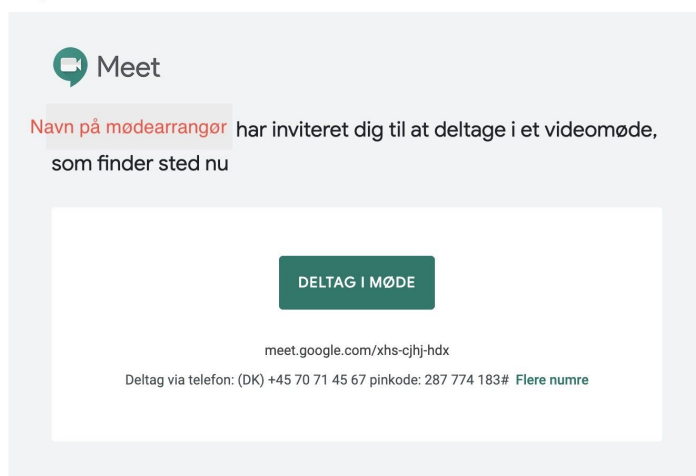 Meet
Navn på mødearrangør har inviteret dig til at deltage i et videomøde,
som finder sted nu
DELTAG I MØDE
meet.google.com/xhs-cjhj-hdx
Deltag via telefon: (DK) +45 70 71 45 67 pinkode: 287 774 183# Flere numre